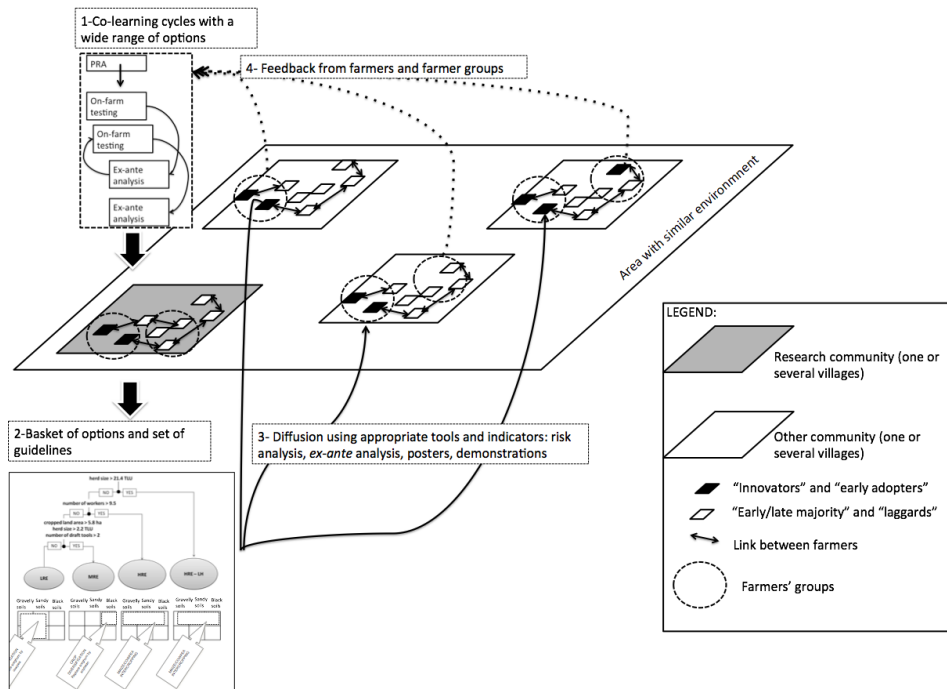 1-Co-learning cycles with a
wide range of options
PRA
On-farm
testing
On-farm
testing
Ex-ante
analysis
Ex-ante
analysis
4- Feedback from farmers and farmer groups
Area with similar environmnent
2-Basket of options and set of
guidelines
3- Diffusion using appropriate tools and indicators: risk
analysis, ex-ante analysis, posters, demonstrations
herd size > 21.4 TLU
NO YES
number of workers > 9.5
NO YES
cropped land area > 5.8 ha
herd size > 2.2 TLU
number of draft tools > 2
NO YES
LRE MRE HRE HRE – LH
Gravelly Sandy Black Gravelly Sandy Black Gravelly Sandy Black Gravelly Sandy Black
soils soils soils soils soils soils soils soils soils soils soils soils
LEGEND:
Research community (one or
several villages)
Other community (one or
several villages)
"Innovators" and "early adopters"
"Early/late majority" and "laggards"
Link between farmers
Farmers' groups